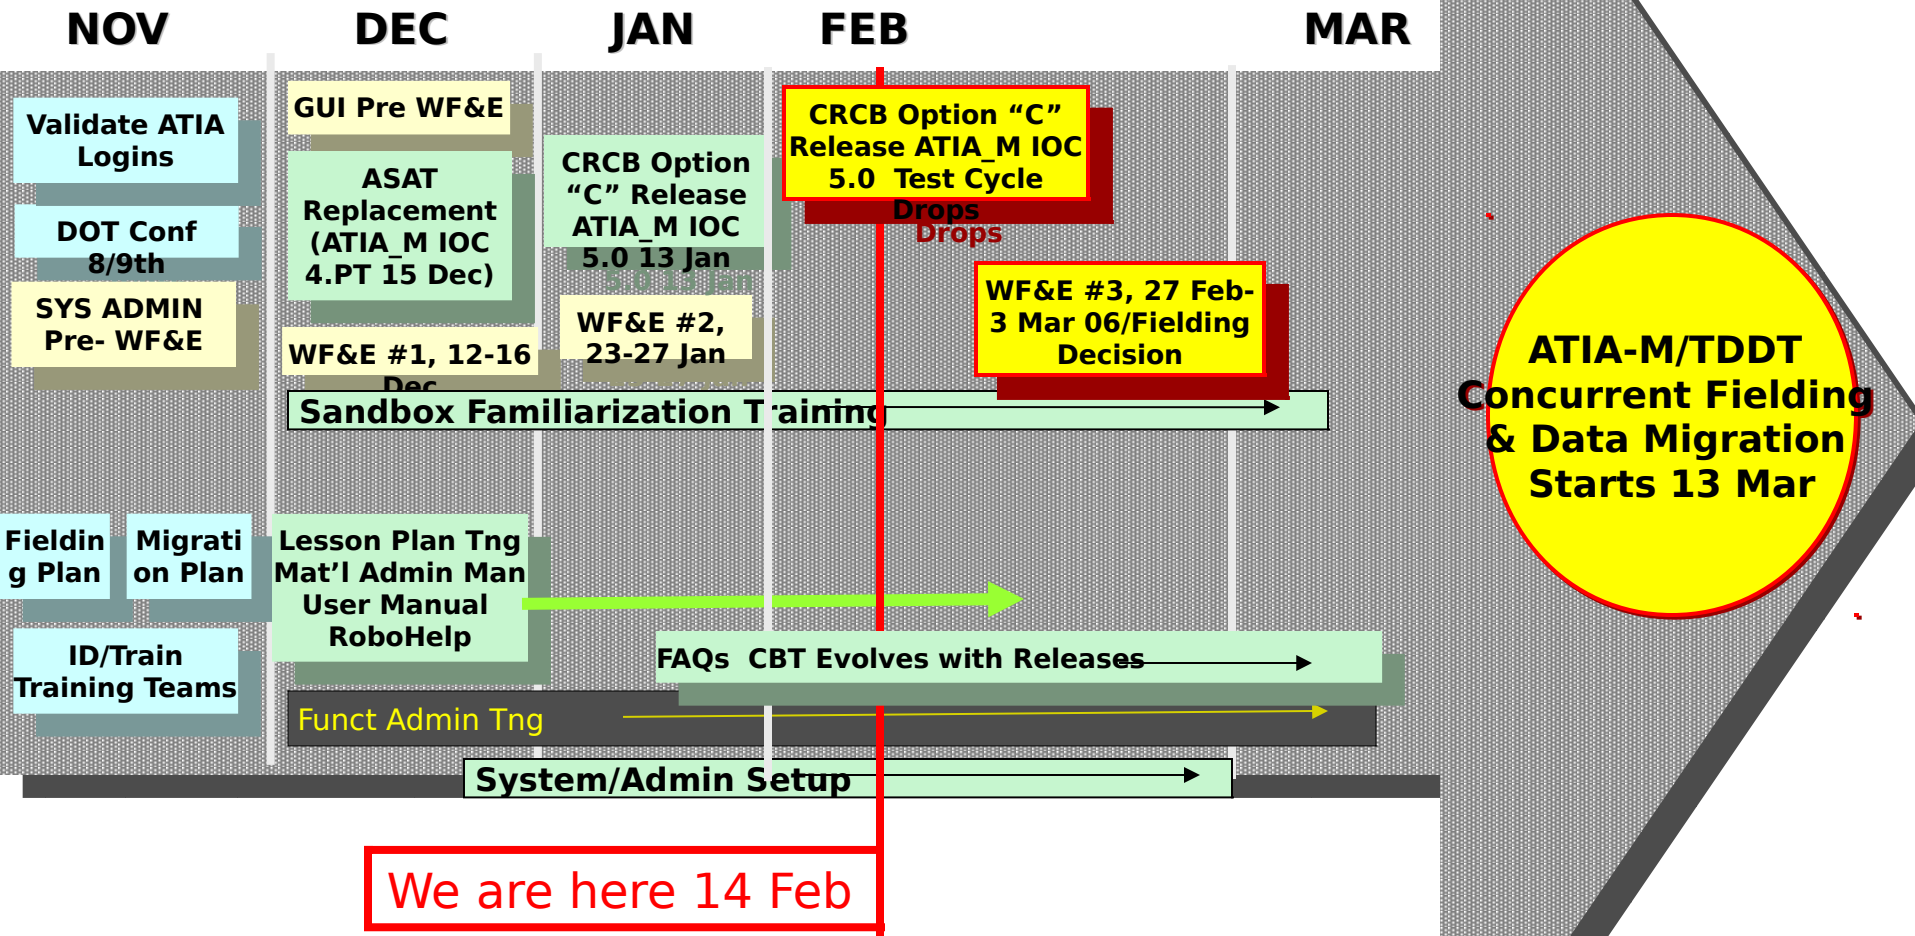 NOV DEC JAN FEB MAR
Validate ATIA
Logins
DOT Conf
8/9th
SYS ADMIN
Pre- WF&E
GUI Pre WF&E
ASAT
Replacement
(ATIA_M IOC
4.PT 15 Dec)
WF&E #1, 12-16
Dec
CRCB Option
“C” Release
ATIA_M IOC
5.0 13 Jan
WF&E #2,
23-27 Jan
CRCB Option “C”
Release ATIA_M IOC
5.0  Test Cycle
Drops
WF&E #3, 27 Feb-
3 Mar 06/Fielding
Decision
Sandbox Familiarization Training
ATIA-M/TDDT
Concurrent Fielding
& Data Migration
Starts 13 Mar
Fieldin
g Plan
Migrati
on Plan
ID/Train
Training Teams
Lesson Plan Tng
Mat’l Admin Man
User Manual
RoboHelp
FAQs  CBT Evolves with Releases
Funct Admin Tng
System/Admin Setup
We are here 14 Feb